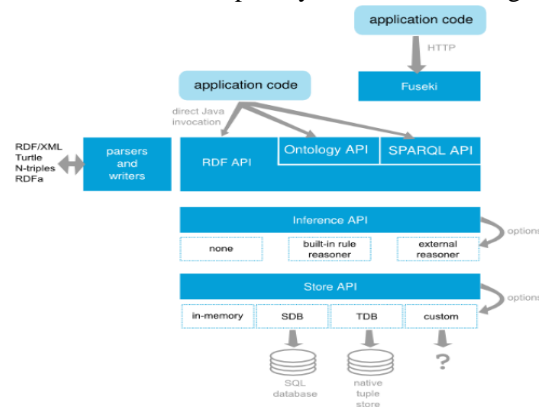 application code
HTTP
Fuseki
application code
direct Java
invocation
RDF/XML
Turtle
N-triples
RDFa
parsers
and
writers
RDF API
Ontology API
SPARQL API
Inference API
options
none
built-in rule
reasoner
external
reasoner
Store API
options
in-memory
SDB
TDB
custom
?
SQL
database
native
tuple
store